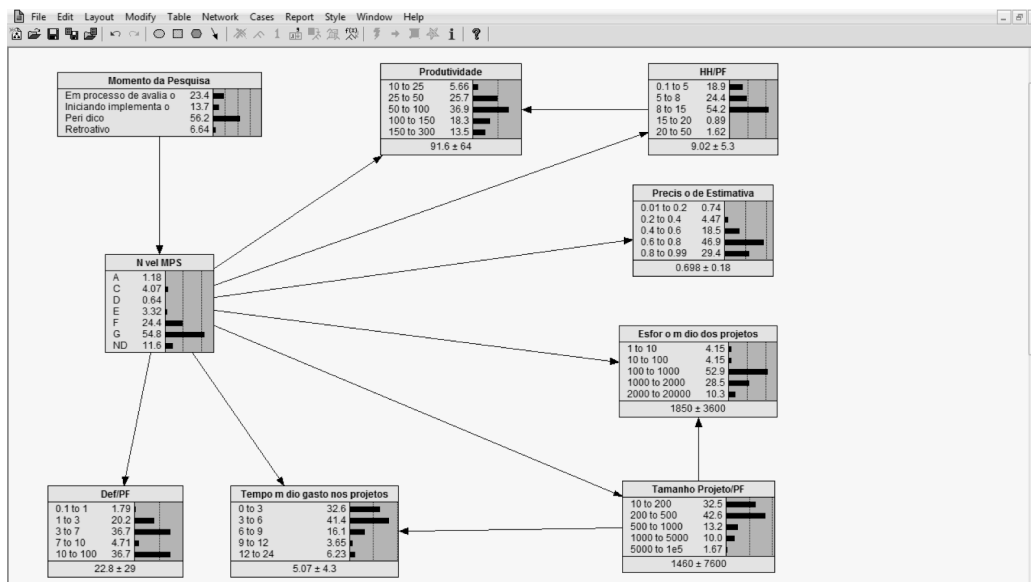 File Edit Layout Modify Table Network Cases Report Style Window Help
Momento da Pesquisa
Em processo de avalia o 23.4
Iniciando implementa o 13.7
Peri dico 56.2
Retroativo 6.64
Produtividade
10 to 25 5.66
25 to 50 25.7
50 to 100 36.9
100 to 150 18.3
150 to 300 13.5
91.6 ± 64
HH/PF
0.1 to 5 18.9
5 to 8 24.4
8 to 15 54.2
15 to 20 0.89
20 to 50 1.62
9.02 ± 5.3
Precis o de Estimativa
0.01 to 0.2 0.74
0.2 to 0.4 4.47
0.4 to 0.6 18.5
0.6 to 0.8 46.9
0.8 to 0.99 29.4
0.698 ± 0.18
N vel MPS
A 1.18
C 4.07
D 0.64
E 3.32
F 24.4
G 54.8
ND 11.6
Esfor o m dio dos projetos
1 to 10 4.15
10 to 100 4.15
100 to 1000 52.9
1000 to 2000 28.5
2000 to 20000 10.3
1850 ± 3600
Def/PF
0.1 to 1 1.79
1 to 3 20.2
3 to 7 36.7
7 to 10 4.71
10 to 100 36.7
22.8 ± 29
Tempo m dio gasto nos projetos
0 to 3 32.6
3 to 6 41.4
6 to 9 16.1
9 to 12 3.65
12 to 24 6.23
5.07 ± 4.3
Tamanho Projeto/PF
10 to 200 32.5
200 to 500 42.6
500 to 1000 13.2
1000 to 5000 10.0
5000 to 1e5 1.67
1460 ± 7600